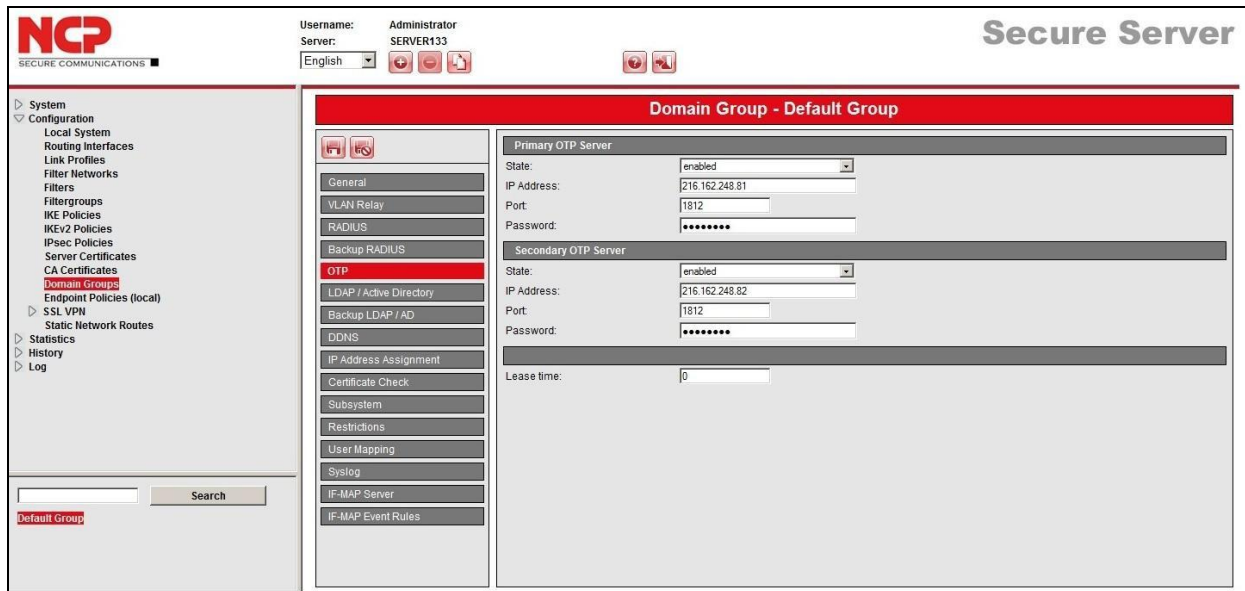 NCP
SECURE COMMUNICATIONS
Username: Administrator
Server: SERVER133
English
Secure Server
System
Configuration
Local System
Routing Interfaces
Link Profiles
Filter Networks
Filters
Filtergroups
IKE Policies
IKEv2 Policies
IPsec Policies
Server Certificates
CA Certificates
Domain Groups
Endpoint Policies (local)
SSL VPN
Static Network Routes
Statistics
History
Log
Search
Default Group
Domain Group - Default Group
General
VLAN Relay
RADIUS
Backup RADIUS
OTP
LDAP / Active Directory
Backup LDAP / AD
DDNS
IP Address Assignment
Certificate Check
Subsystem
Restrictions
User Mapping
Syslog
IF-MAP Server
IF-MAP Event Rules
Primary OTP Server
State: enabled
IP Address: 216.162.248.81
Port: 1812
Password: ••••••••
Secondary OTP Server
State: enabled
IP Address: 216.162.248.82
Port: 1812
Password: ••••••••
Lease time: 0